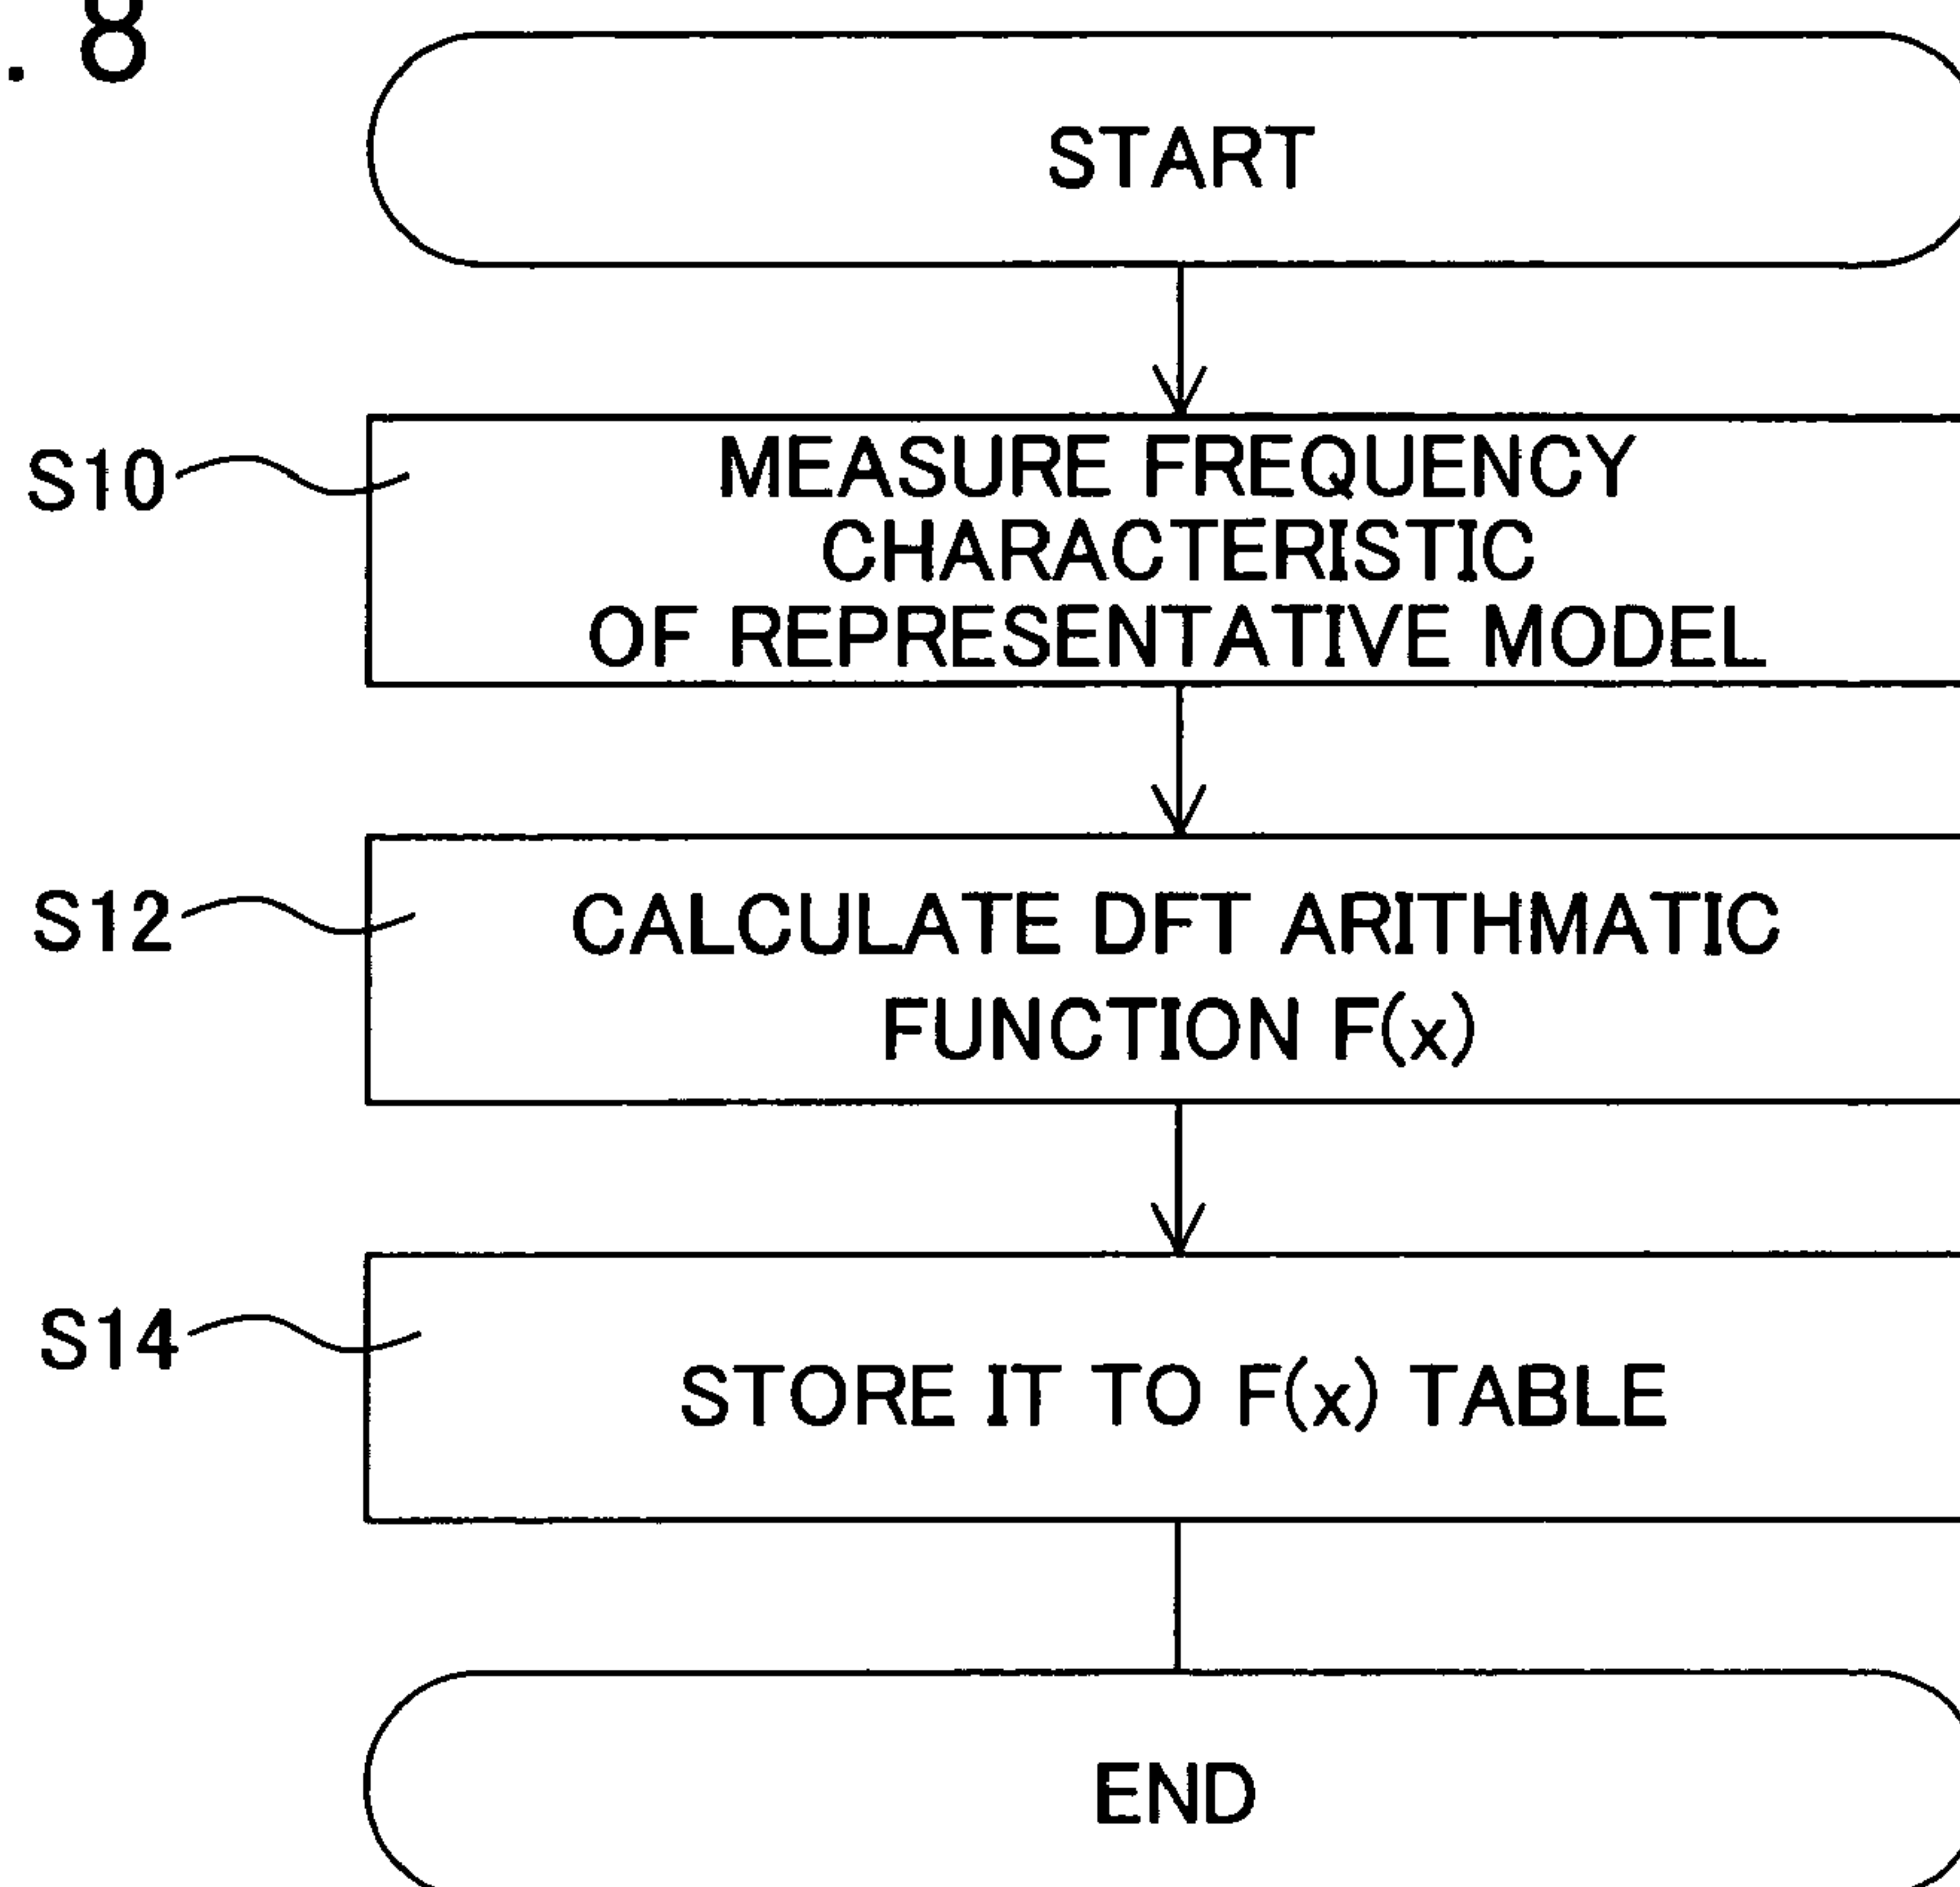 . 8
START
S10
MEASURE FREQUENCY
CHARACTERISTIC
OF REPRESENTATIVE MODEL
S12
CALCULATE DFT ARITHMATIC
FUNCTION F(x)
S14
STORE IT TO F(x) TABLE
END